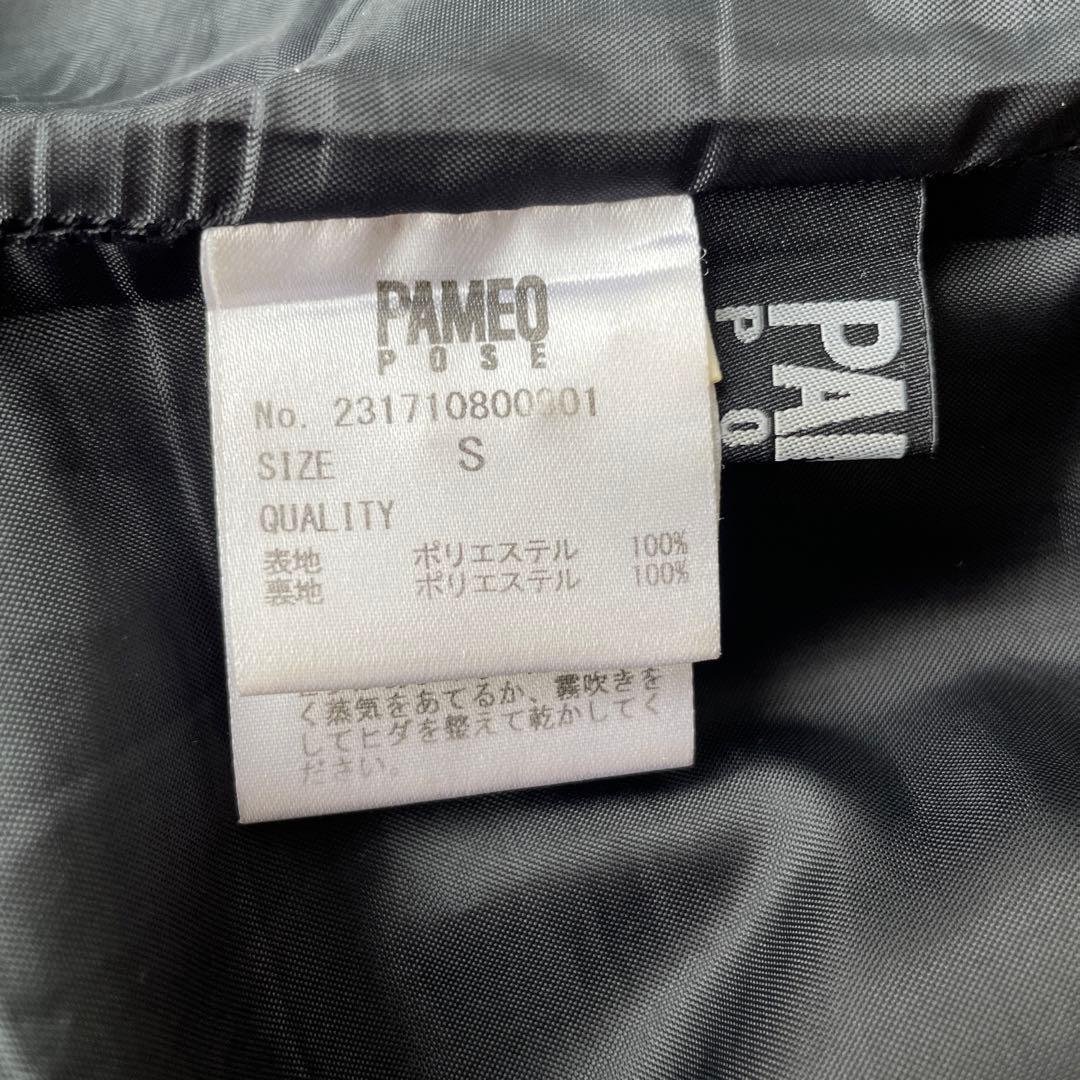 PAMEO
POSE
No. 231710800301
SIZE S
QUALITY
表地 ポリエステル 100%
裏地 ポリエステル 100%
く蒸気をあてるか、霧吹きを
してヒダを整えて乾かしてく
ださい。
PA
P O